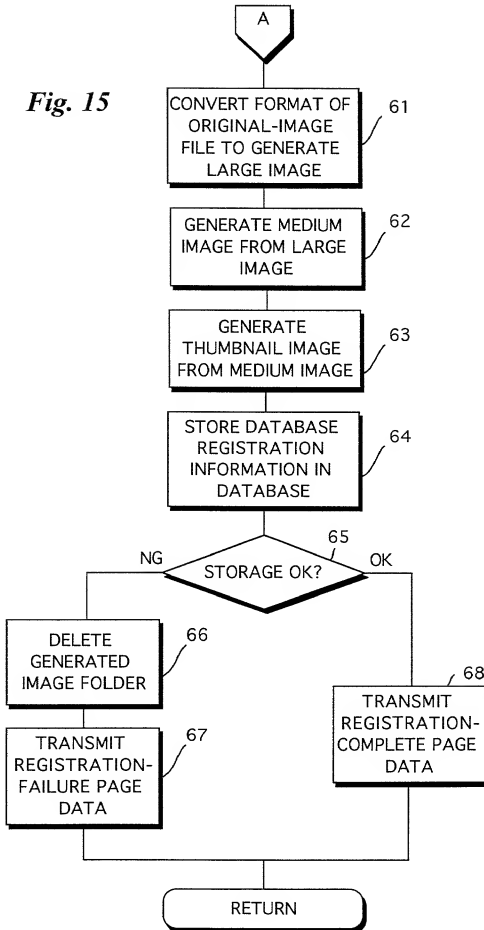 A
Fig. 15
CONVERT FORMAT OF
ORIGINAL-IMAGE
FILE TO GENERATE
LARGE IMAGE
61
GENERATE MEDIUM
IMAGE FROM LARGE
IMAGE
62
GENERATE
THUMBNAIL IMAGE
FROM MEDIUM IMAGE
63
STORE DATABASE
REGISTRATION
INFORMATION IN
DATABASE
64
65
NG
STORAGE OK?
OK
DELETE
GENERATED
IMAGE FOLDER
66
TRANSMIT
REGISTRATION-
FAILURE PAGE
DATA
67
68
TRANSMIT
REGISTRATION-
COMPLETE PAGE
DATA
RETURN